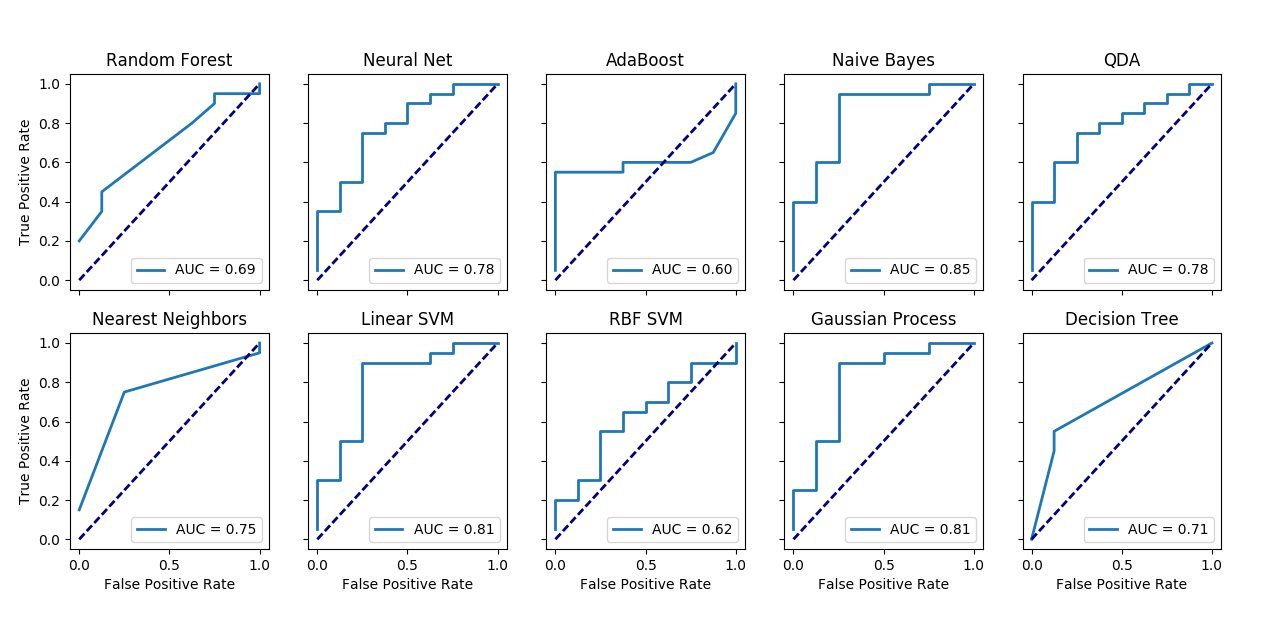 Random Forest
Neural Net
AdaBoost
Naive Bayes
QDA
True Positive Rate
1.0
0.8
0.6
0.4
0.2
0.0
0.5
1.0
AUC = 0.69
AUC = 0.78
AUC = 0.60
AUC = 0.85
AUC = 0.78
Nearest Neighbors
Linear SVM
RBF SVM
Gaussian Process
Decision Tree
True Positive Rate
1.0
0.8
0.6
0.4
0.2
0.0
AUC = 0.75
AUC = 0.81
AUC = 0.62
AUC = 0.81
AUC = 0.71
0.0 0.5 1.0
0.0 0.5 1.0
0.0 0.5 1.0
0.0 0.5 1.0
0.0 0.5 1.0
False Positive Rate
False Positive Rate
False Positive Rate
False Positive Rate
False Positive Rate